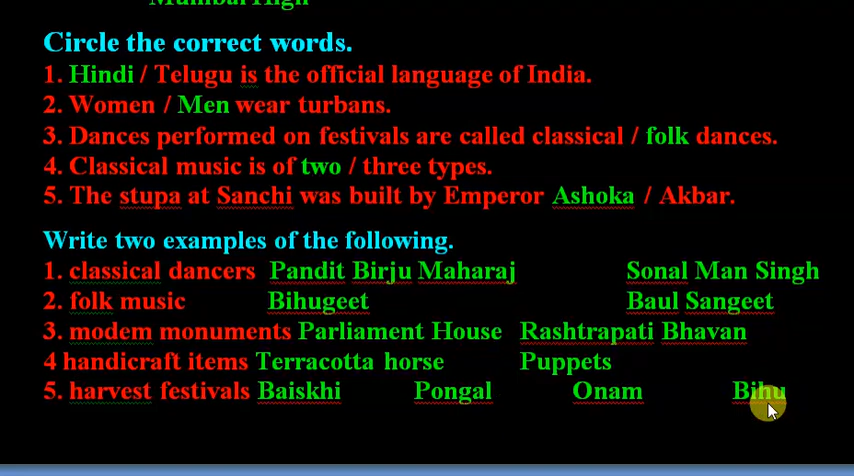 Mumbai High
Circle the correct words.
1. Hindi / Telugu is the official language of India.
2. Women / Men wear turbans.
3. Dances performed on festivals are called classical / folk dances.
4. Classical music is of two / three types.
5. The stupa at Sanchi was built by Emperor Ashoka / Akbar.
Write two examples of the following.
1. classical dancers Pandit Birju Maharaj Sonal Man Singh
2. folk music Bihugeet Baul Sangeet
3. modem monuments Parliament House Rashtrapati Bhavan
4 handicraft items Terracotta horse Puppets
5. harvest festivals Baiskhi Pongal Onam Bihu